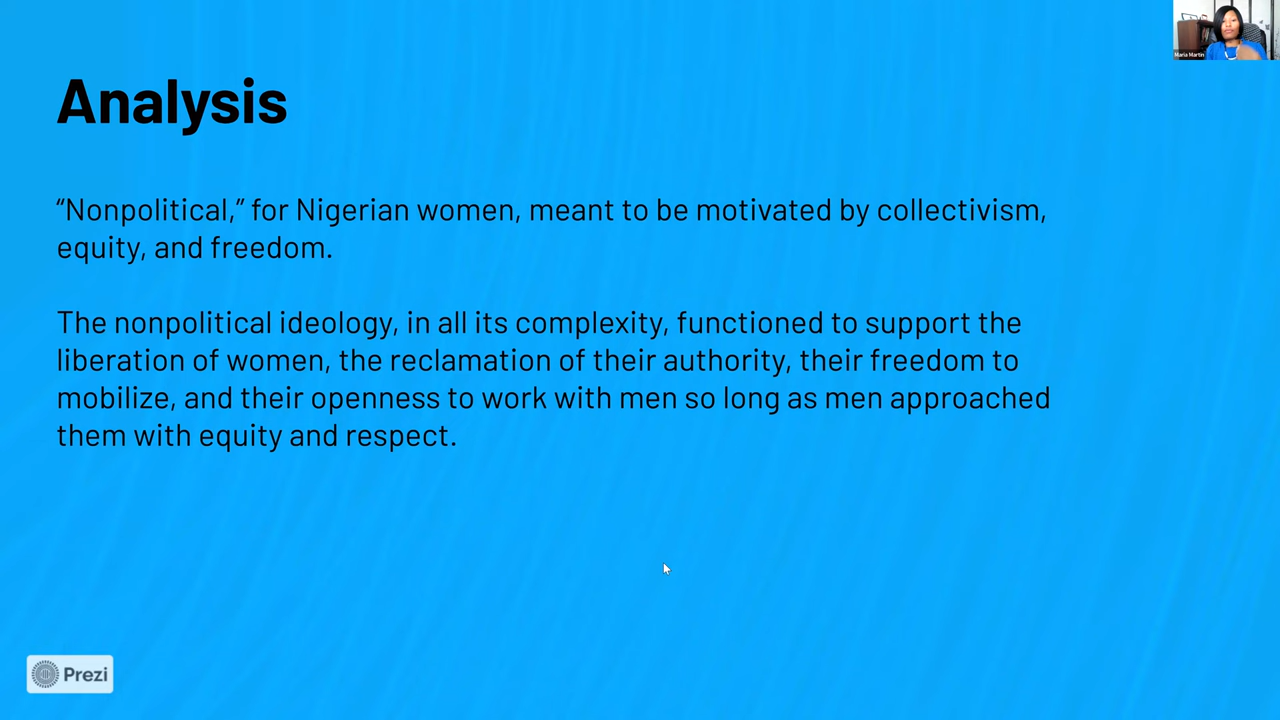 Maria Martin
Analysis
“Nonpolitical,” for Nigerian women, meant to be motivated by collectivism,
equity, and freedom.
The nonpolitical ideology, in all its complexity, functioned to support the
liberation of women, the reclamation of their authority, their freedom to
mobilize, and their openness to work with men so long as men approached
them with equity and respect.
Prezi